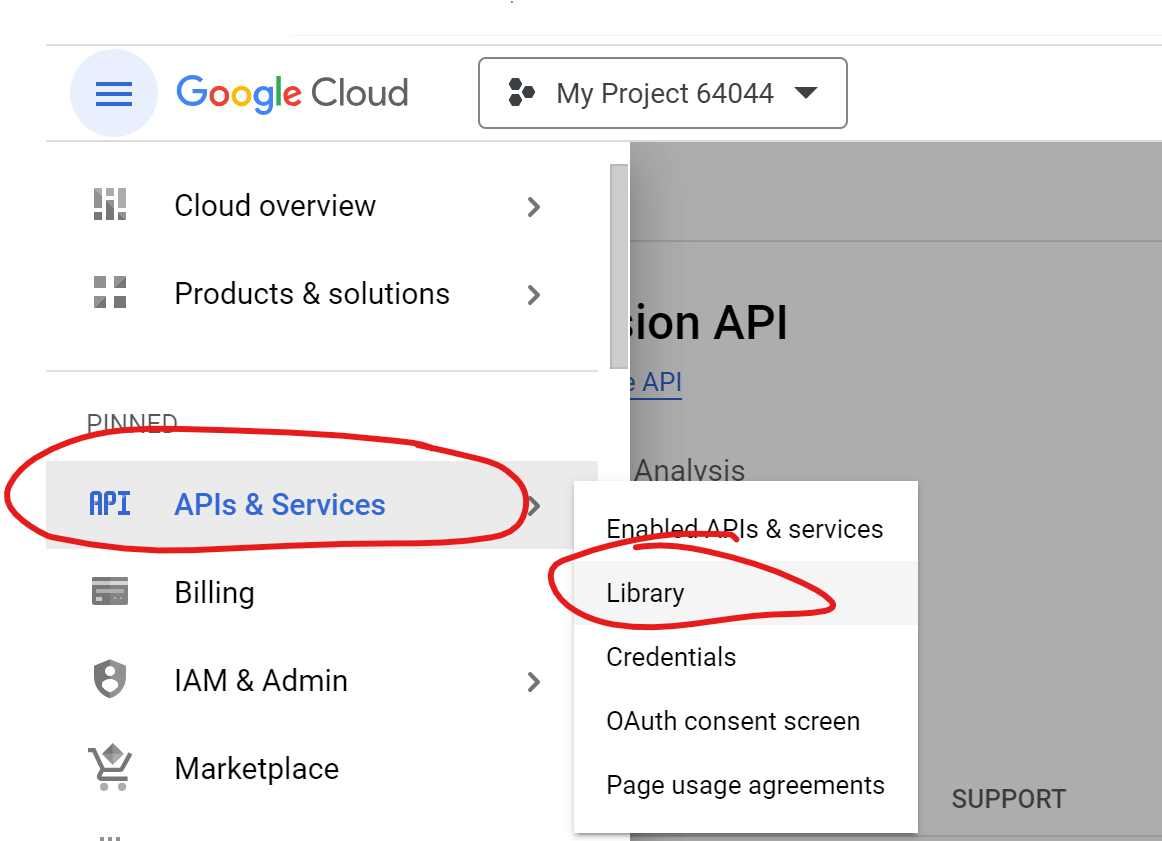 Google Cloud
My Project 64044
Cloud overview
Products & solutions
sion API
e API
PINNED
Analysis
API APIs & Services
Enabled APIs & services
Library
Billing
Credentials
IAM & Admin
OAuth consent screen
Marketplace
Page usage agreements
SUPPORT